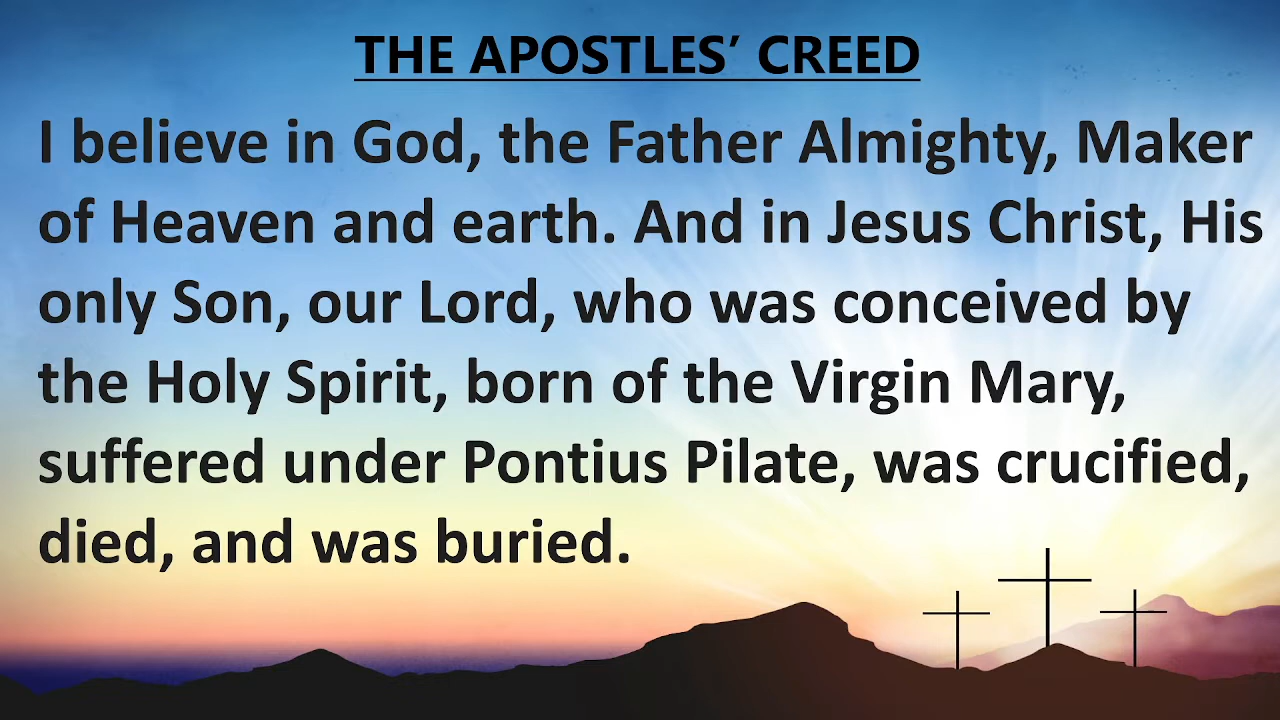 THE APOSTLES’ CREED
I believe in God, the Father Almighty, Maker
of Heaven and earth. And in Jesus Christ, His
only Son, our Lord, who was conceived by
the Holy Spirit, born of the Virgin Mary,
suffered under Pontius Pilate, was crucified,
died, and was buried.